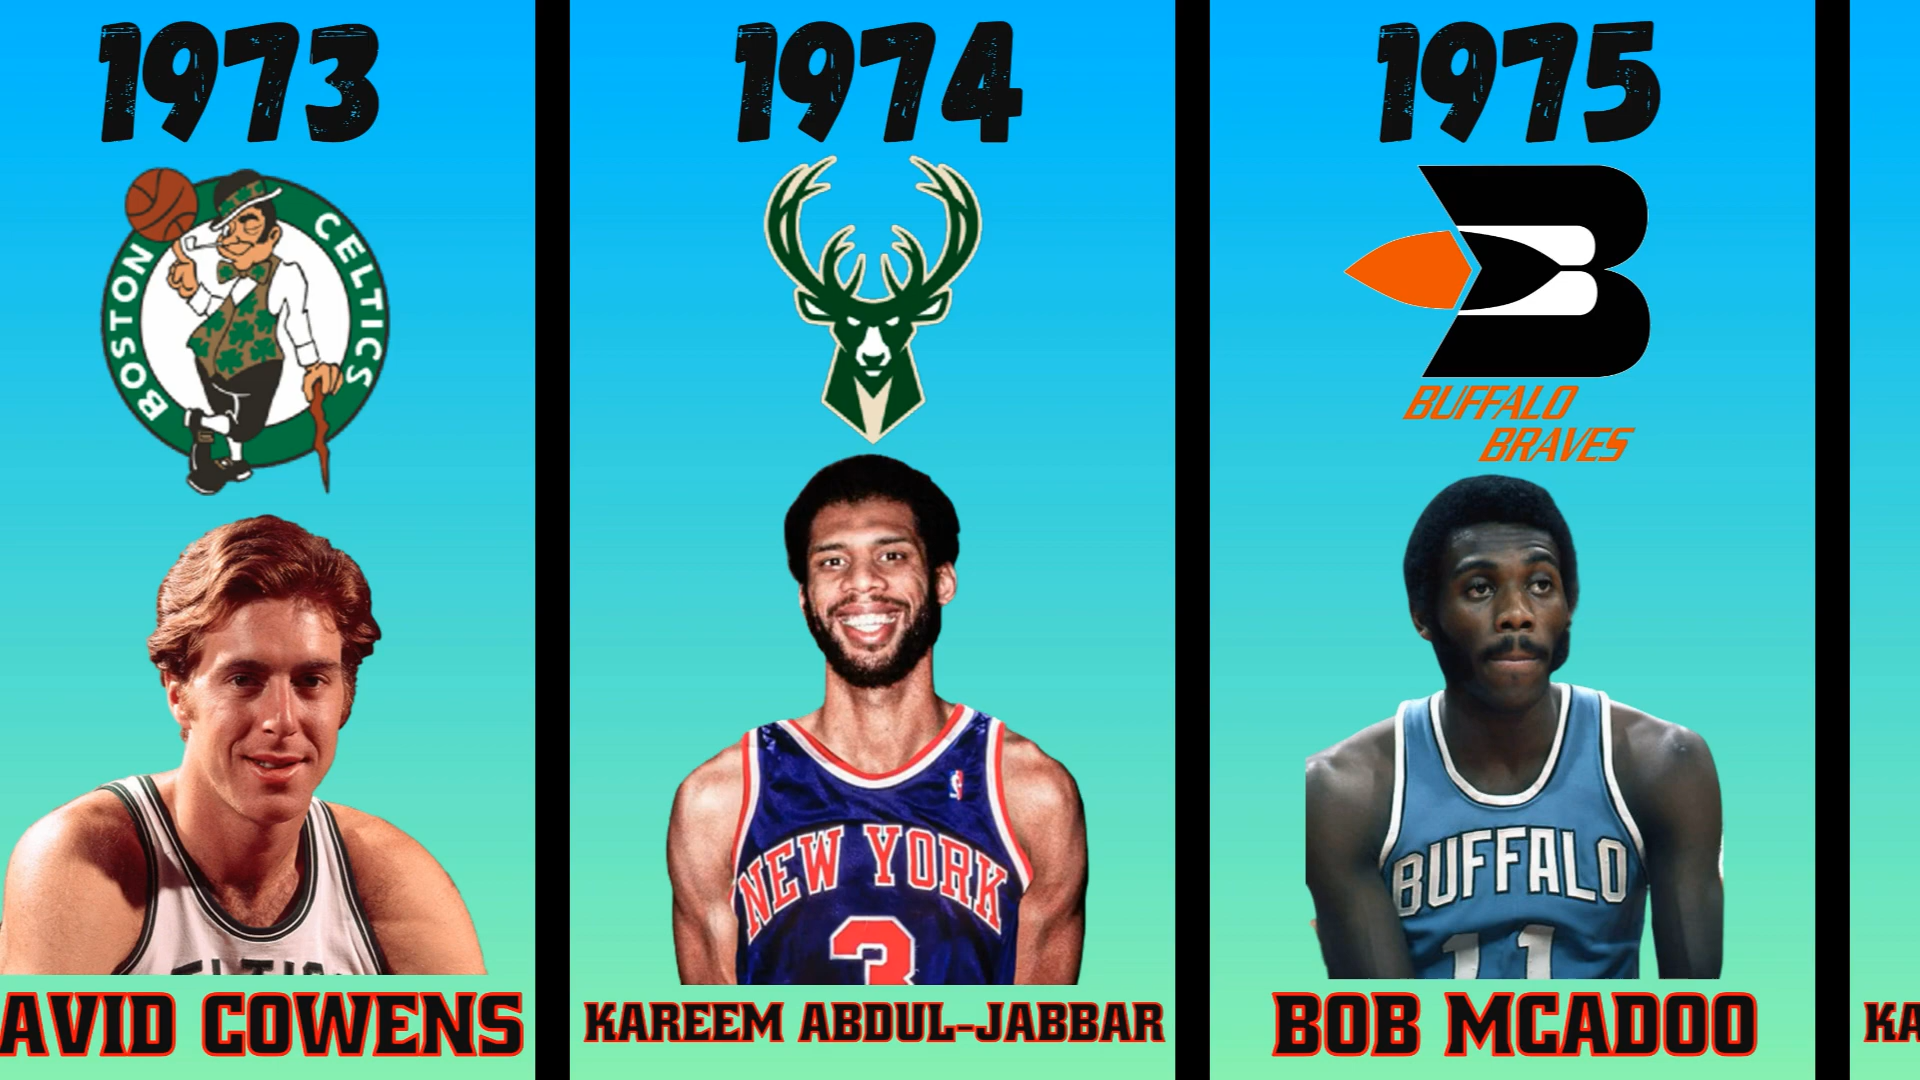 1973
1974
1975
BOSTON CELTICS
BUFFALO
BRAVES
NEW YORK
3
BUFFALO
11
AVID COWENS
KAREEM ABDUL-JABBAR
BOB MCADOO
KA